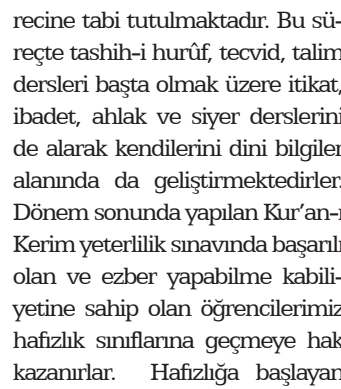 recine tabi tutulmaktadır. Bu sü-
reçte tashih-i hurûf, tecvid, talim
dersleri başta olmak üzere itikat,
ibadet, ahlak ve siyer derslerini
de alarak kendilerini dini bilgiler
alanında da geliştirmektedirler.
Dönem sonunda yapılan Kur’an-ı
Kerim yeterlilik sınavında başarılı
olan ve ezber yapabilme kabili-
yetine sahip olan öğrencilerimiz
hafızlık sınıflarına geçmeye hak
kazanırlar. Hafızlığa başlayan